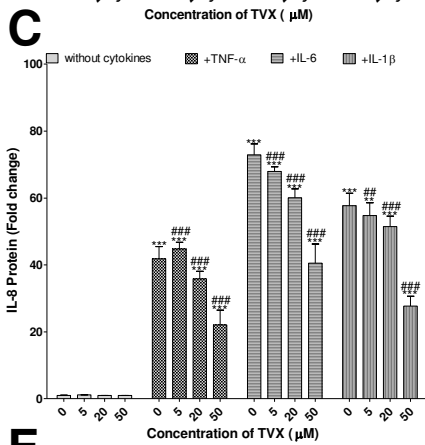 Concentration of TVX ( μM)
C
without cytokines +TNF-α +IL-6 +IL-1β
IL-8 Protein (Fold change)
100
80
60
40
20
0
*** ### *** ### *** ### ***
*** ### *** ### *** ### ***
*** ## ** ### *** ### ***
0 5 20 50 0 5 20 50 0 5 20 50 0 5 20 50
Concentration of TVX ( μM)